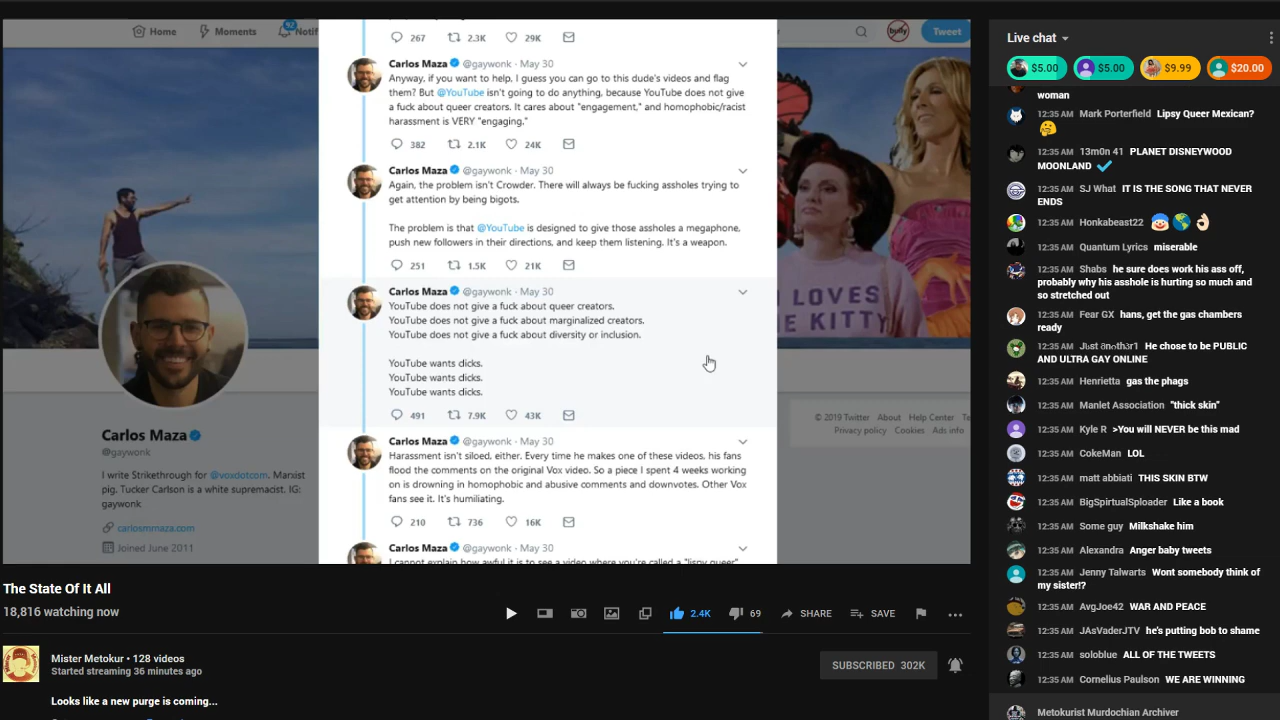 Home
Moments
92
Notif
bully
Tweet
267
2.3K
29K
Carlos Maza @gaywonk · May 30
Anyway, if you want to help, I guess you can go to this dude's videos and flag
them? But @YouTube isn't going to do anything, because YouTube does not give
a fuck about queer creators. It cares about "engagement," and homophobic/racist
harassment is VERY "engaging."
382
2.1K
24K
Carlos Maza @gaywonk · May 30
Again, the problem isn't Crowder. There will always be fucking assholes trying to
get attention by being bigots.
The problem is that @YouTube is designed to give those assholes a megaphone,
push new followers in their directions, and keep them listening. It's a weapon.
251
1.5K
21K
Carlos Maza @gaywonk · May 30
YouTube does not give a fuck about queer creators.
YouTube does not give a fuck about marginalized creators.
YouTube does not give a fuck about diversity or inclusion.
YouTube wants clicks.
YouTube wants clicks.
YouTube wants clicks.
491
7.9K
43K
Carlos Maza @gaywonk · May 30
Harassment isn't siloed, either. Every time he makes one of these videos, his fans
flood the comments on the original Vox video. So a piece I spent 4 weeks working
on is drowning in homophobic and abusive comments and downvotes. Other Vox
fans see it. It's humiliating.
210
736
16K
Carlos Maza @gaywonk · May 30
I cannot explain how awful it is to see a video where you're called a "lispy queer"
Carlos Maza
@gaywonk
I write Strikethrough for @voxdotcom. Marxist
pig. Tucker Carlson is a white supremacist. IG:
gaywonk
carlosmmaza.com
Joined June 2011
LOVES
E KITTY
© 2019 Twitter About Help Center Te
Privacy policy Cookies Ads info
The State Of It All
18,816 watching now
2.4K
69
SHARE
SAVE
Mister Metokur • 128 videos
Started streaming 36 minutes ago
SUBSCRIBED 302K
Looks like a new purge is coming...
Live chat
$5.00
$5.00
$9.99
$20.00
woman
12:35 AM Mark Porterfield Lipsy Queer Mexican?
🤔
12:35 AM 13m0n 41 PLANET DISNEYWOOD
MOONLAND
12:35 AM SJ What IT IS THE SONG THAT NEVER
ENDS
12:35 AM Honkabeast22 🤡🌎👌🏻
12:35 AM Quantum Lyrics miserable
12:35 AM Shabs he sure does work his ass off,
probably why his asshole is hurting so much and
so stretched out
12:35 AM Fear GX hans, get the gas chambers
ready
12:35 AM He chose to be PUBLIC
AND ULTRA GAY ONLINE
12:35 AM Henrietta gas the phags
12:35 AM Manlet Association "thick skin"
12:35 AM Kyle R >You will NEVER be this mad
12:35 AM CokeMan LOL
12:35 AM matt abbiati THIS SKIN BTW
12:35 AM BigSpirtualSploader Like a book
12:35 AM Some guy Milkshake him
12:35 AM Alexandra Anger baby tweets
12:35 AM Jenny Talwarts Wont somebody think of
my sister!?
12:35 AM AvgJoe42 WAR AND PEACE
12:35 AM JAsVaderJTV he's putting bob to shame
12:35 AM soloblue ALL OF THE TWEETS
12:35 AM Cornelius Paulson WE ARE WINNING
Metokurist Murdochian Archiver